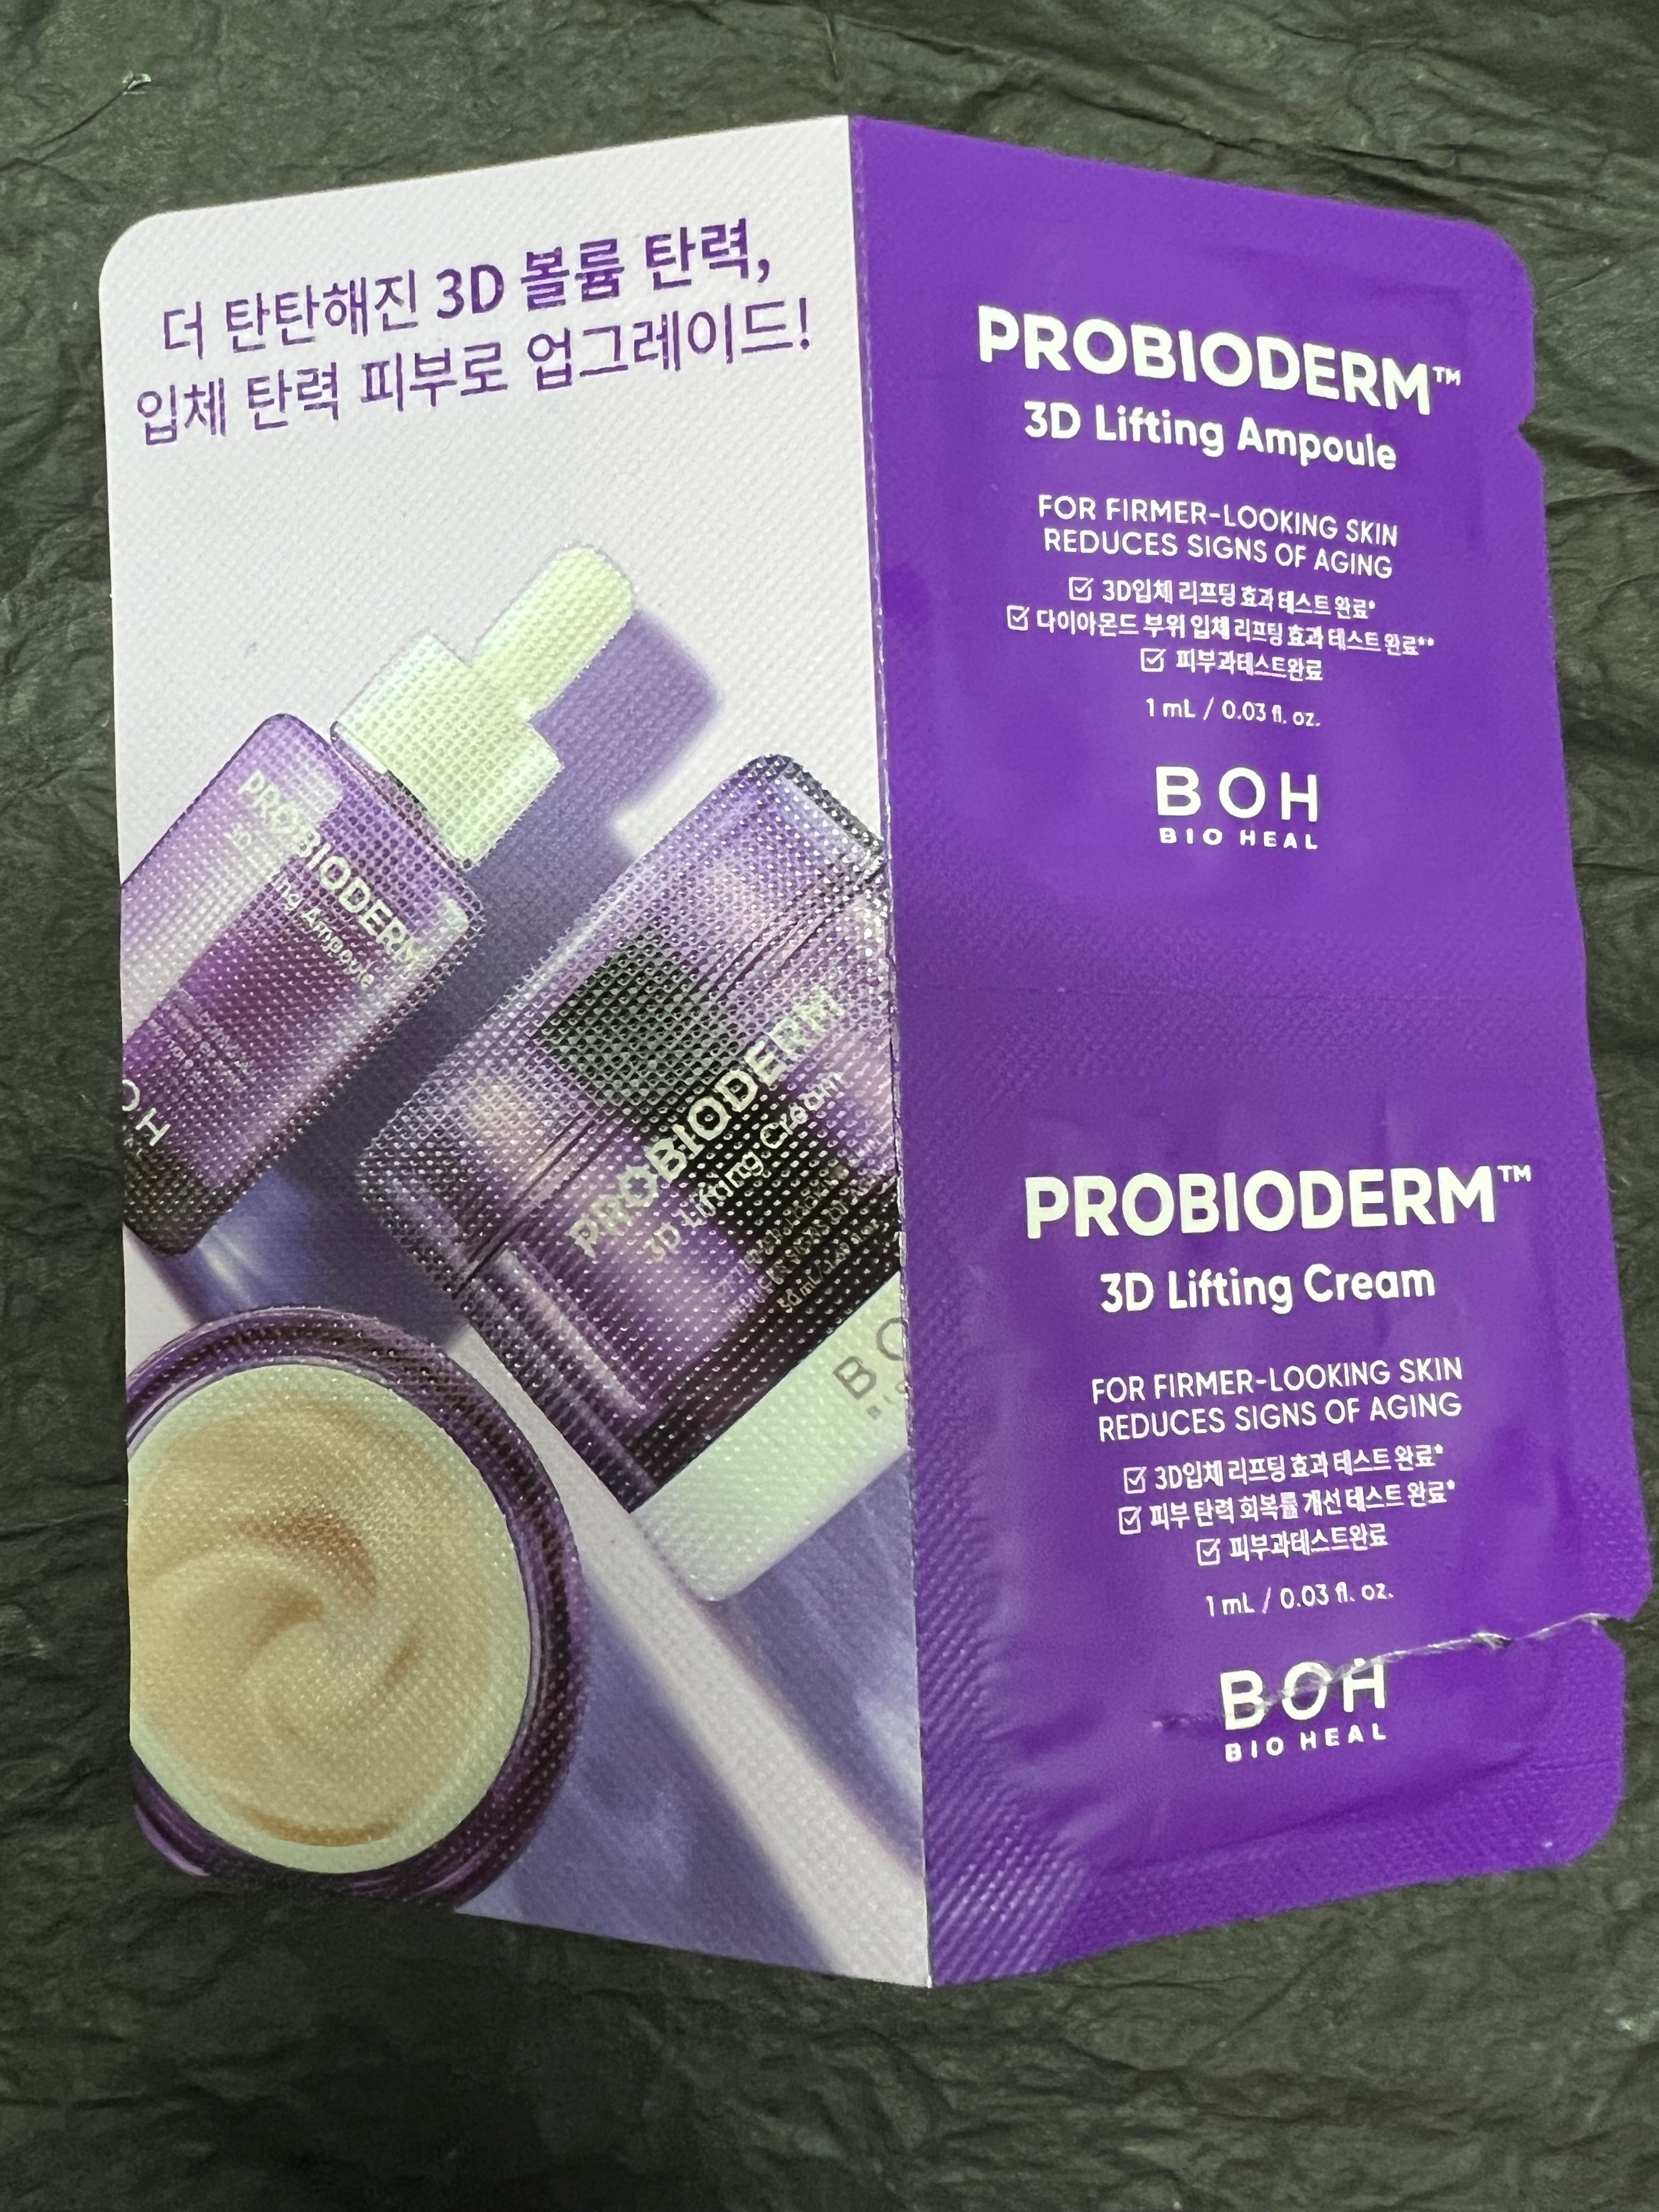 더 탄탄해진 3D 볼륨 탄력,
입체 탄력 피부로 업그레이드!
PROBIODERM
3D Lifting Ampoule
OH
PROBIODERM
3D Lifting Cream
BO
PROBIODERM™
3D Lifting Ampoule
FOR FIRMER-LOOKING SKIN
REDUCES SIGNS OF AGING
☑ 3D입체 리프팅 효과 테스트 완료*
☑ 다이아몬드 부위 입체 리프팅 효과 테스트 완료**
☑ 피부과테스트완료
1 mL / 0.03 fl. oz.
BOH
BIO HEAL
PROBIODERM™
3D Lifting Cream
FOR FIRMER-LOOKING SKIN
REDUCES SIGNS OF AGING
☑ 3D입체 리프팅 효과 테스트 완료*
☑ 피부 탄력 회복률 개선 테스트 완료*
☑ 피부과테스트완료
1 mL / 0.03 fl. oz.
BOH
BIO HEAL